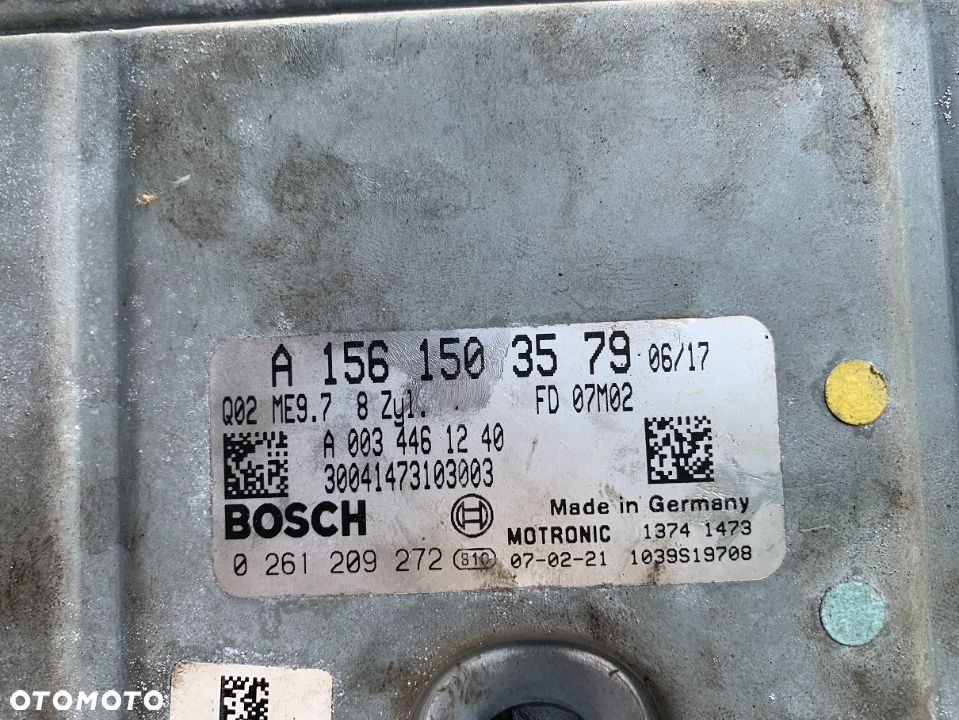 A 156 150 35 79 06/17
Q02 ME9.7 8 Zyl. FD 07M02
A 003 446 12 40
30041473103003
BOSCH
Made in Germany
MOTRONIC 1374 1473
0 261 209 272 S10 07-02-21 1039S19708
OTOMOTO